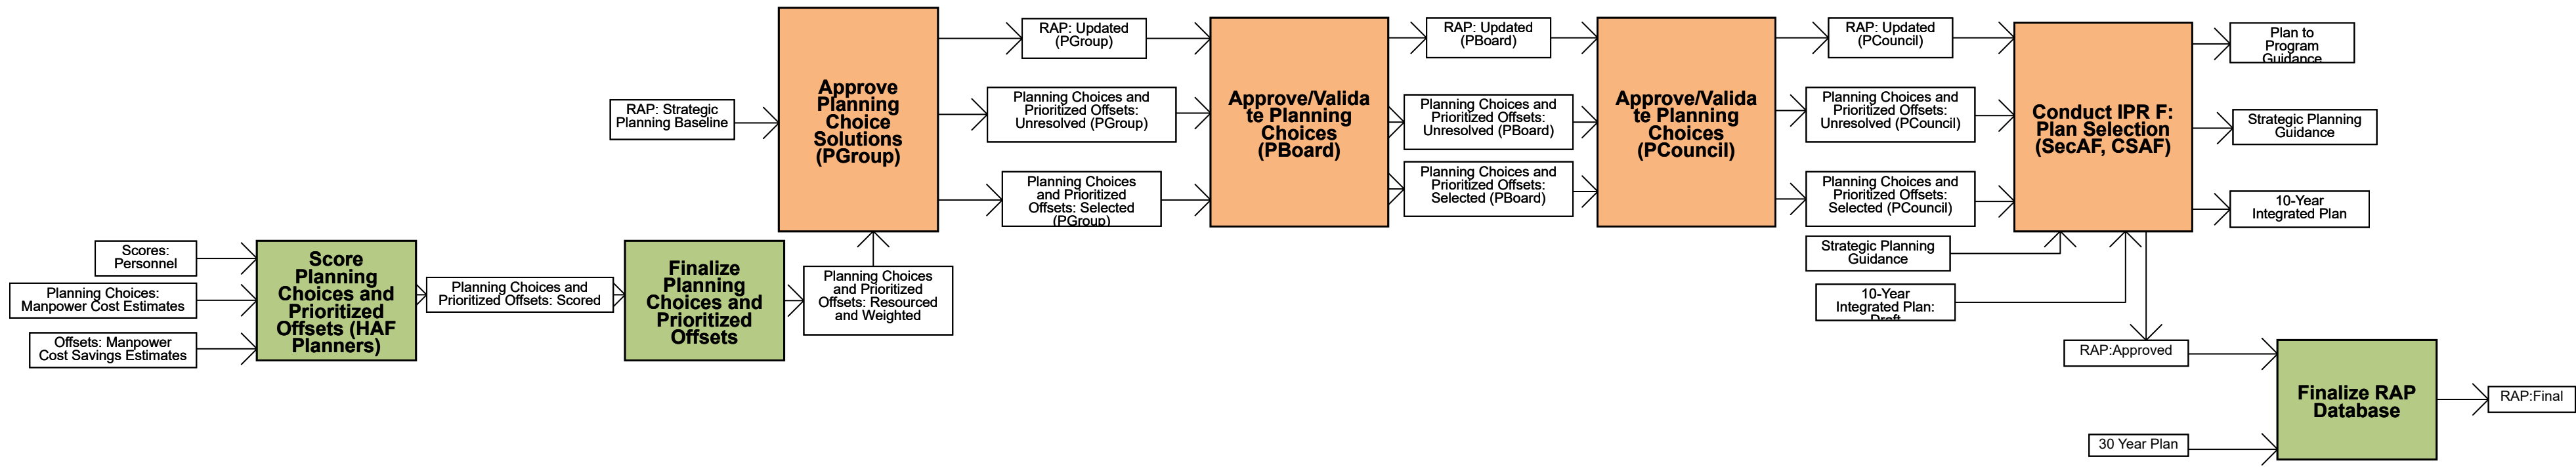 RAP: Strategic
Planning Baseline
Scores:
Personnel
Planning Choices:
Manpower Cost Estimates
Offsets: Manpower
Cost Savings Estimates
Score
Planning
Choices and
Prioritized
Offsets (HAF
Planners)
Planning Choices and
Prioritized Offsets: Scored
Finalize
Planning
Choices and
Prioritized
Offsets
Planning Choices
and Prioritized
Offsets: Resourced
and Weighted
Approve
Planning
Choice
Solutions
(PGroup)
RAP: Updated
(PGroup)
Planning Choices and
Prioritized Offsets:
Unresolved (PGroup)
Planning Choices
and Prioritized
Offsets: Selected
(PGroup)
Approve/Valida
te Planning
Choices
(PBoard)
RAP: Updated
(PBoard)
Planning Choices and
Prioritized Offsets:
Unresolved (PBoard)
Planning Choices and
Prioritized Offsets:
Selected (PBoard)
Approve/Valida
te Planning
Choices
(PCouncil)
RAP: Updated
(PCouncil)
Planning Choices and
Prioritized Offsets:
Unresolved (PCouncil)
Planning Choices and
Prioritized Offsets:
Selected (PCouncil)
Strategic Planning
Guidance
10-Year
Integrated Plan:
Draft
Conduct IPR F:
Plan Selection
(SecAF, CSAF)
Plan to
Program
Guidance
Strategic Planning
Guidance
10-Year
Integrated Plan
RAP:Approved
30 Year Plan
Finalize RAP
Database
RAP:Final